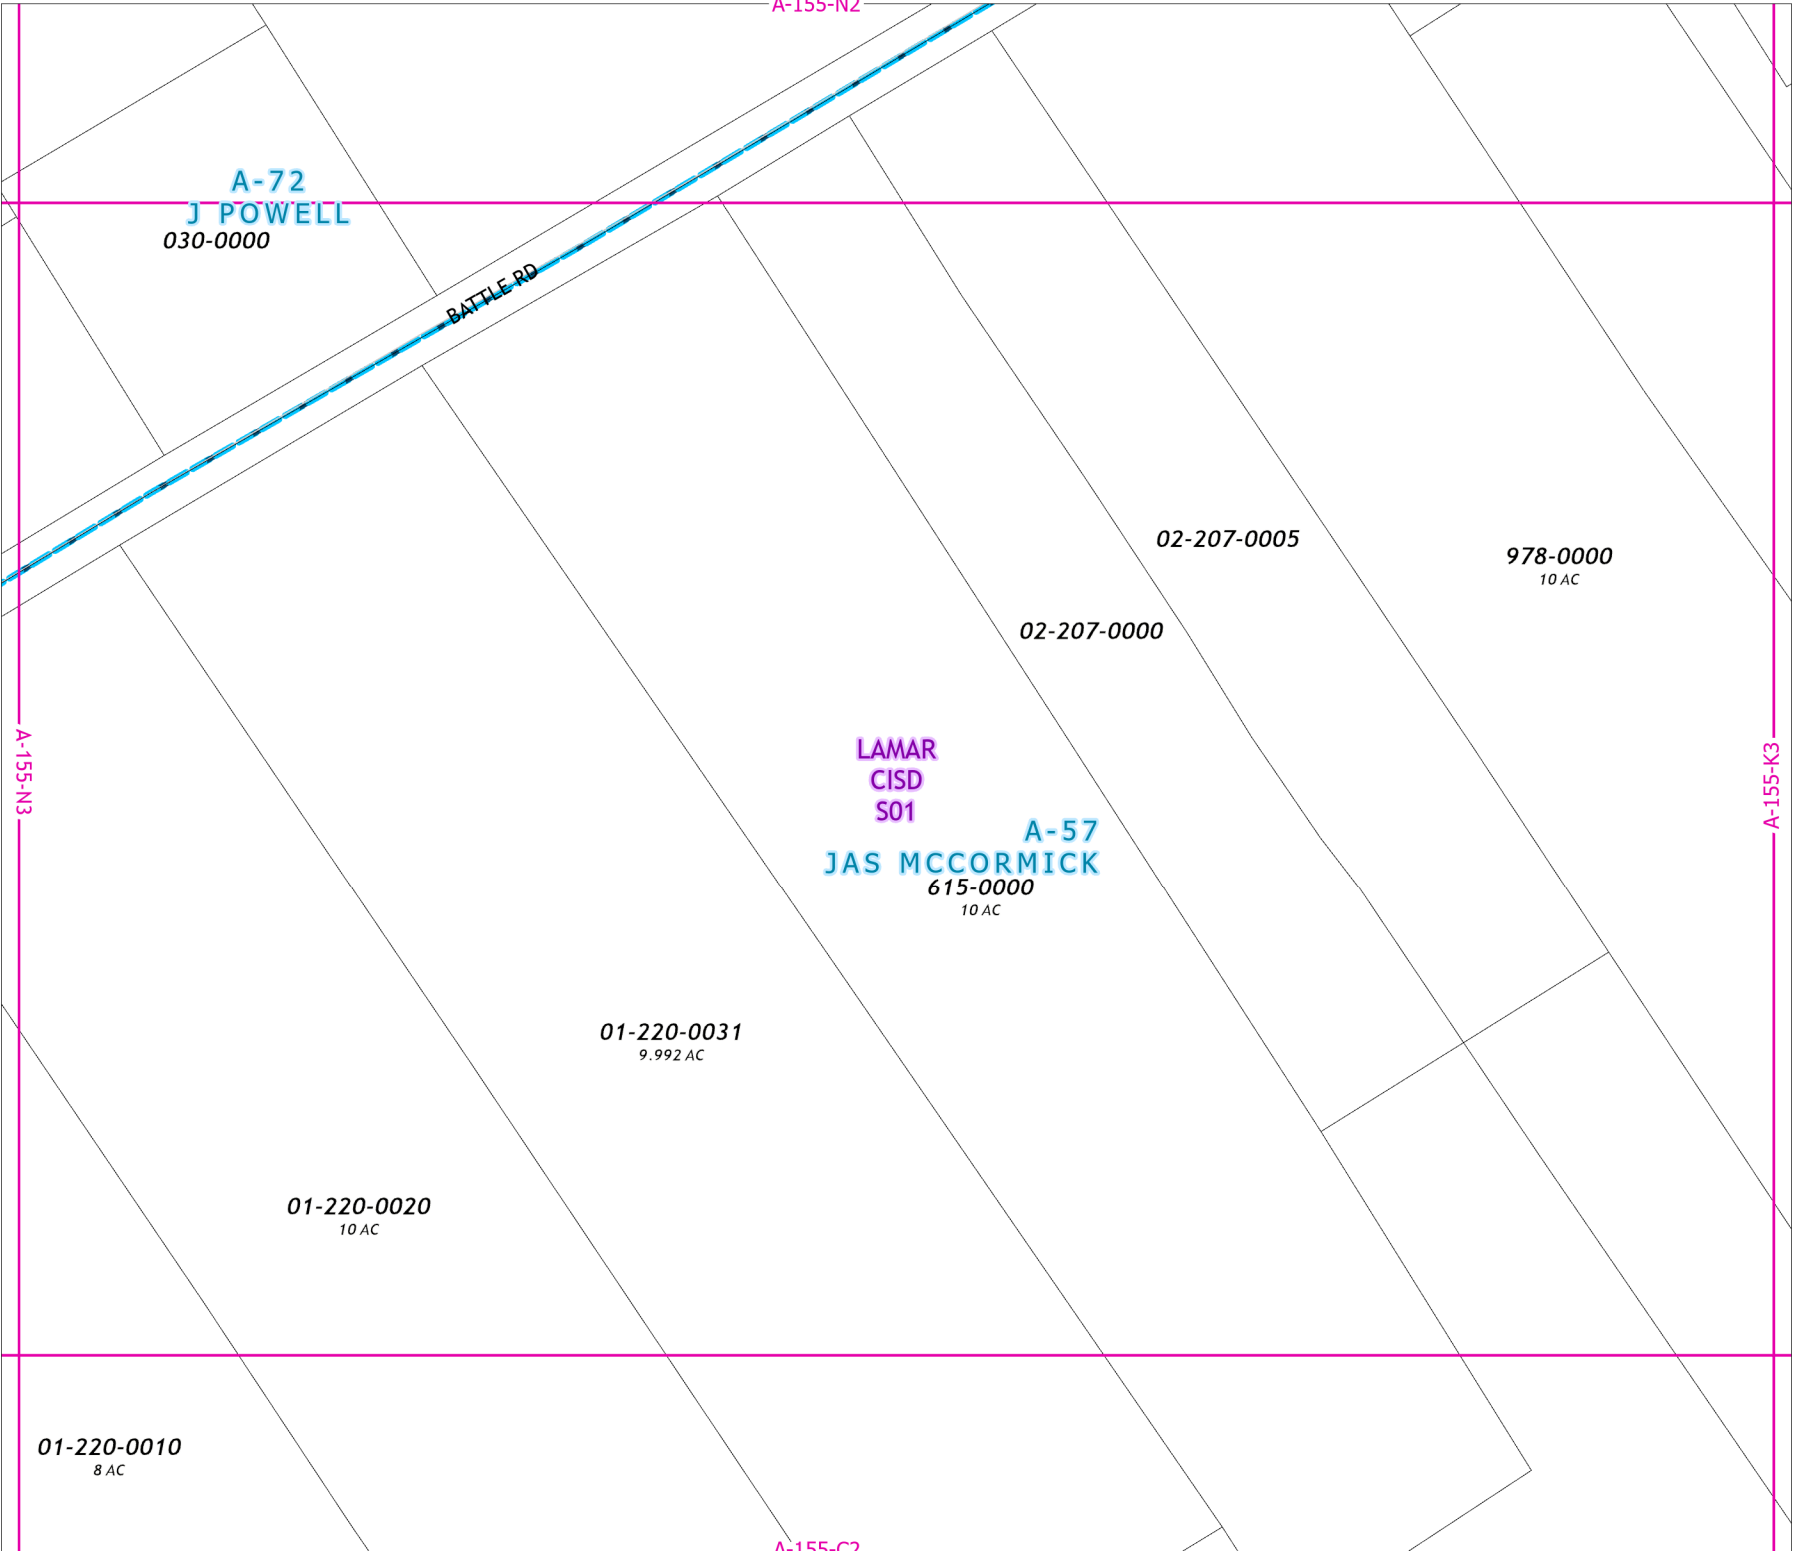 A-155-N2
A-72
J POWELL
030-0000
BATTLE RD
02-207-0005
978-0000
10 AC
02-207-0000
A-155-N3
A-155-K3
LAMAR
CISD
S01
A-57
JAS MCCORMICK
615-0000
10 AC
01-220-0031
9.992 AC
01-220-0020
10 AC
01-220-0010
8 AC
A-155-C2